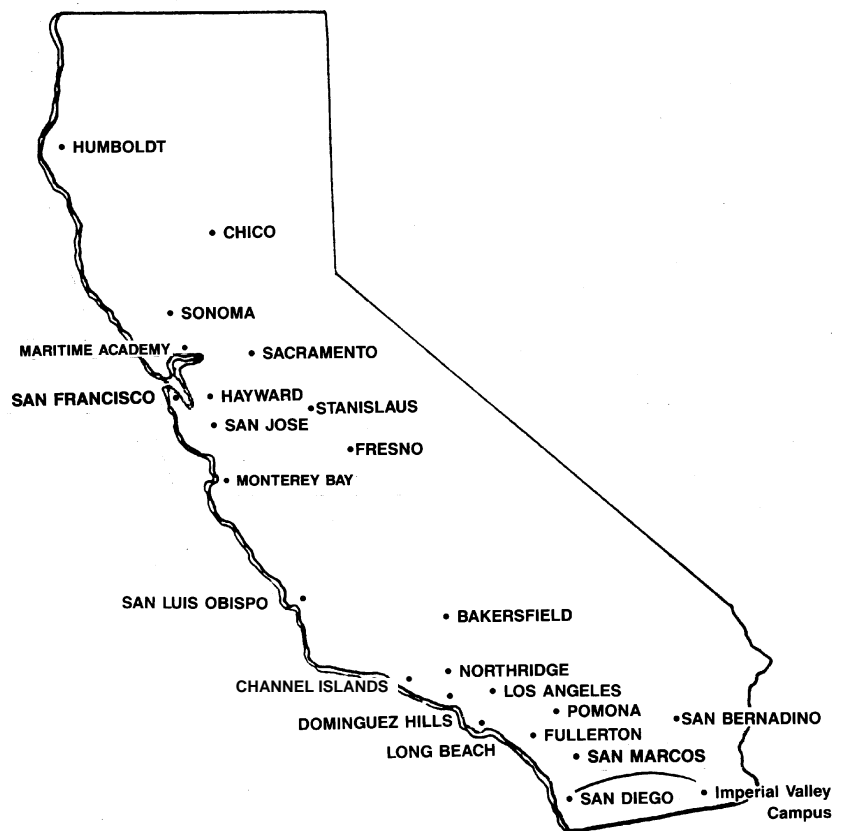 HUMBOLDT
CHICO
SONOMA
MARITIME ACADEMY
SACRAMENTO
SAN FRANCISCO
HAYWARD
STANISLAUS
SAN JOSE
FRESNO
MONTEREY BAY
SAN LUIS OBISPO
BAKERSFIELD
NORTHRIDGE
CHANNEL ISLANDS
LOS ANGELES
POMONA
SAN BERNADINO
DOMINGUEZ HILLS
FULLERTON
LONG BEACH
SAN MARCOS
SAN DIEGO
Imperial Valley
Campus